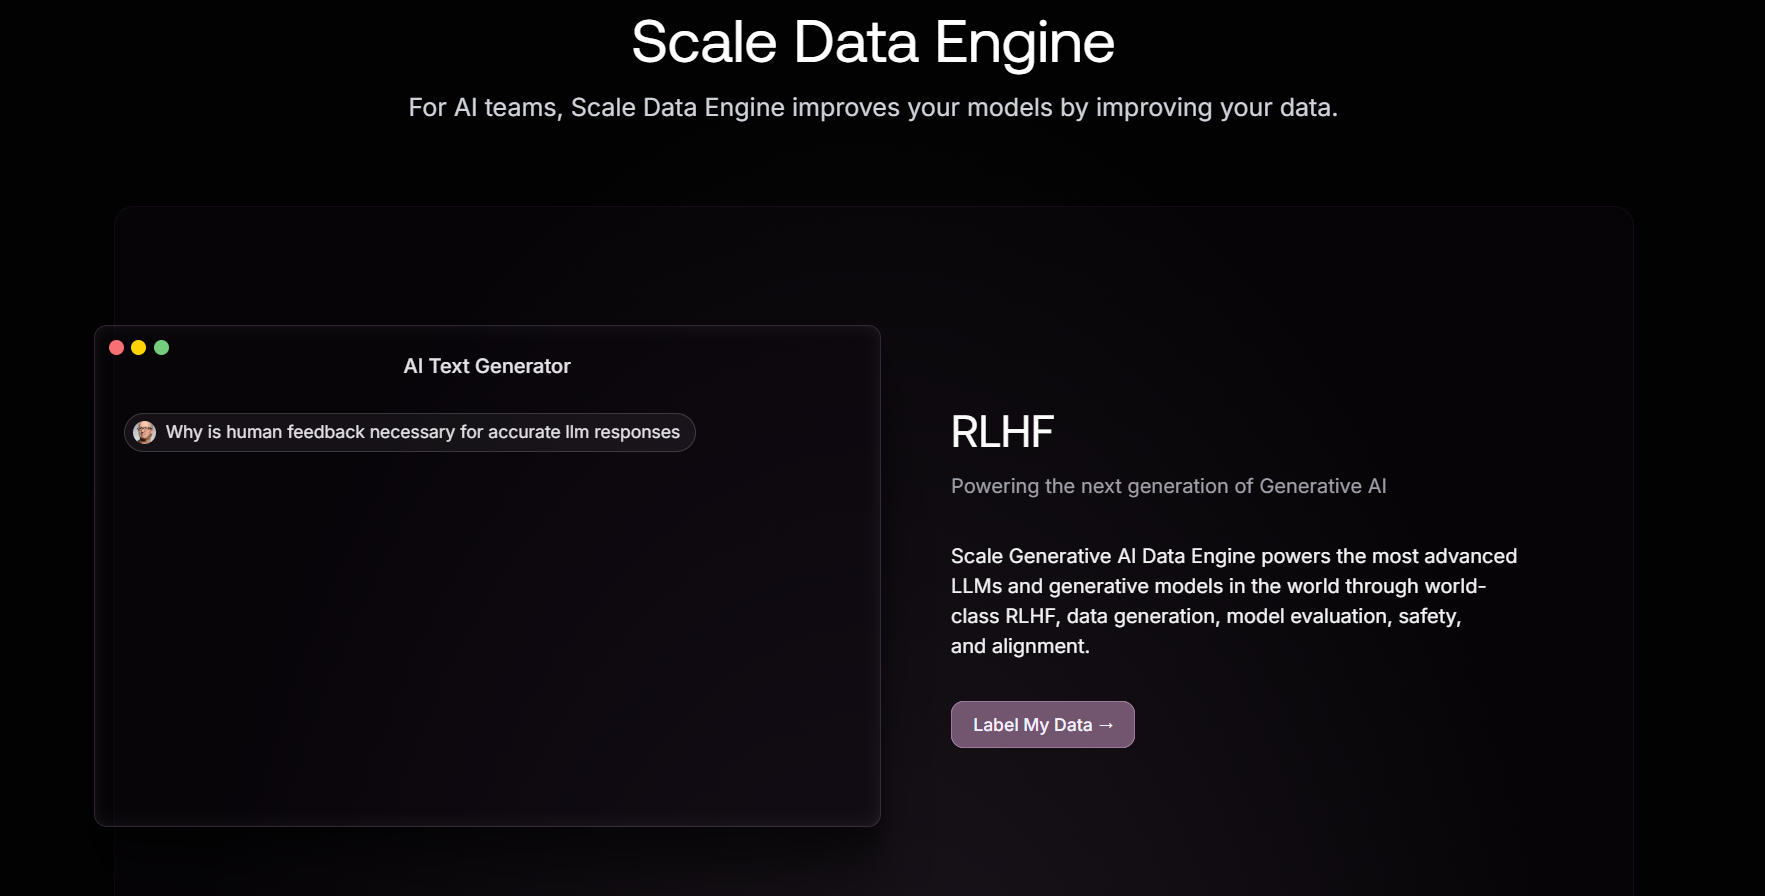 Scale Data Engine
For AI teams, Scale Data Engine improves your models by improving your data.
AI Text Generator
Why is human feedback necessary for accurate llm responses
RLHF
Powering the next generation of Generative AI
Scale Generative AI Data Engine powers the most advanced
LLMs and generative models in the world through world-
class RLHF, data generation, model evaluation, safety,
and alignment.
Label My Data →